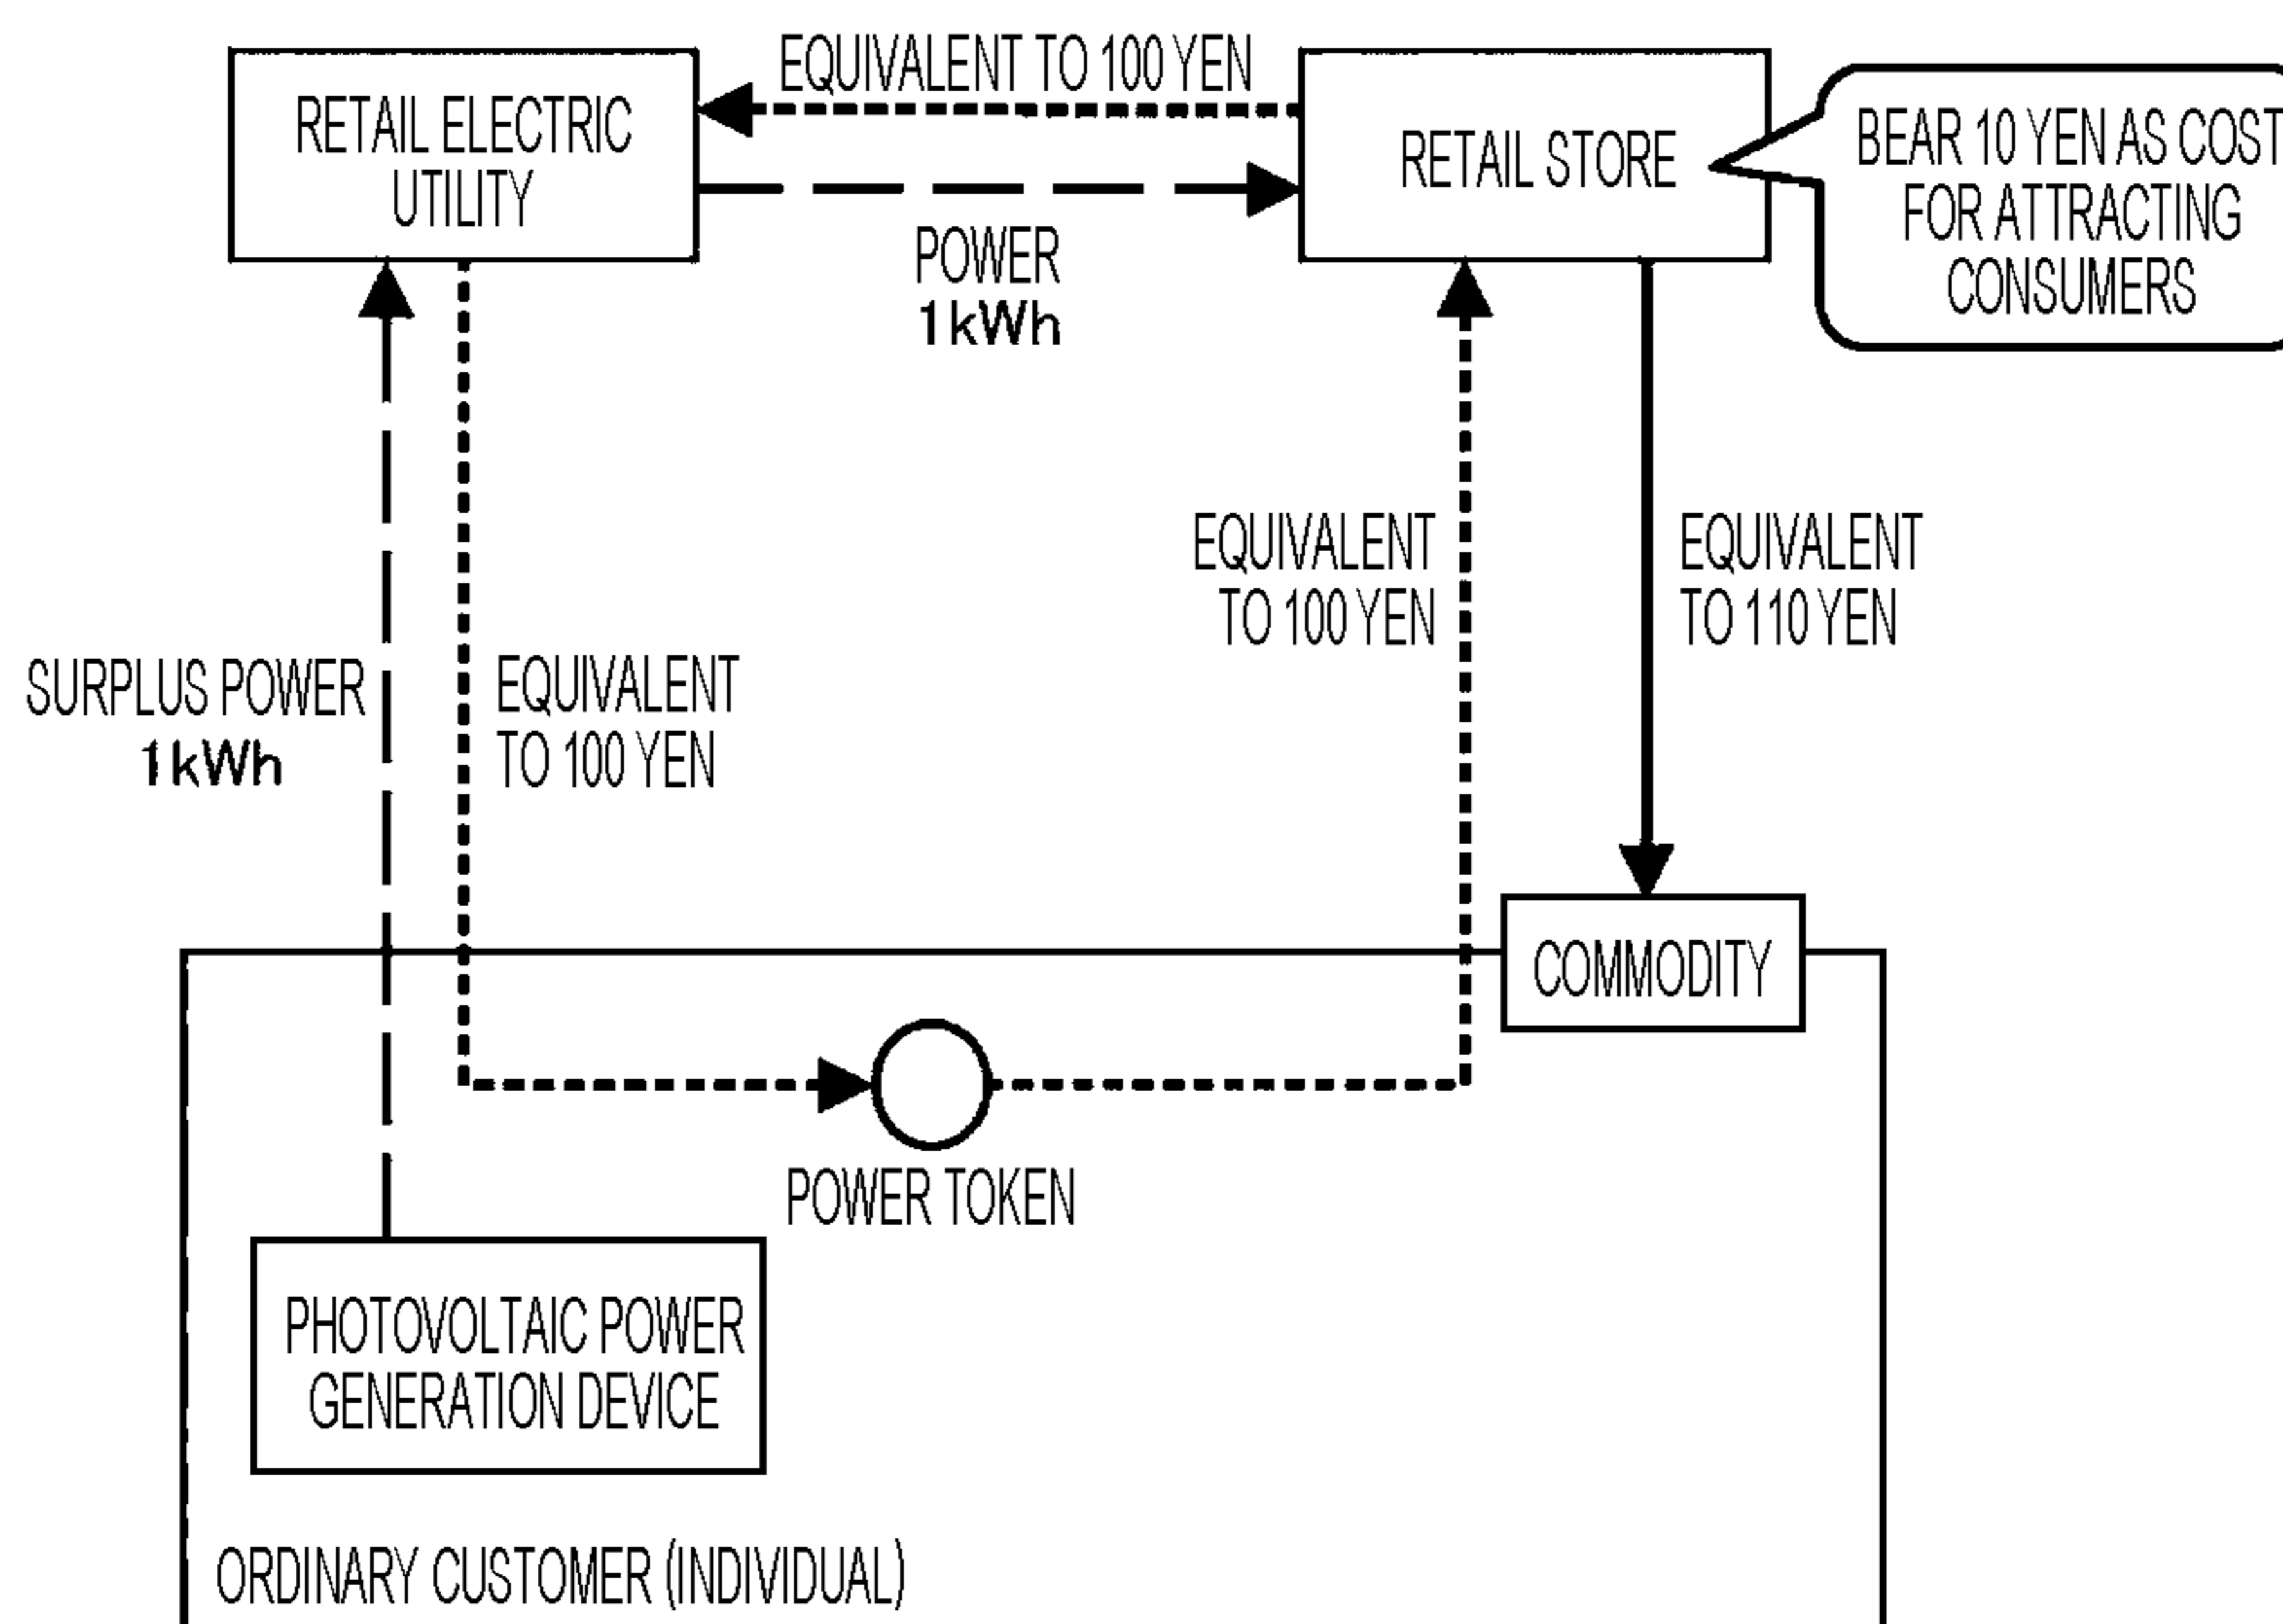 EQUIVALENT TO 100 YEN
RETAIL ELECTRIC
UTILITY
RETAIL STORE
BEAR 10 YEN AS COST
FOR ATTRACTING
CONSUMERS
POWER
1kWh
EQUIVALENT
TO 100 YEN
EQUIVALENT
TO 110 YEN
SURPLUS POWER
1kWh
EQUIVALENT
TO 100 YEN
COMMODITY
POWER TOKEN
PHOTOVOLTAIC POWER
GENERATION DEVICE
ORDINARY CUSTOMER (INDIVIDUAL)